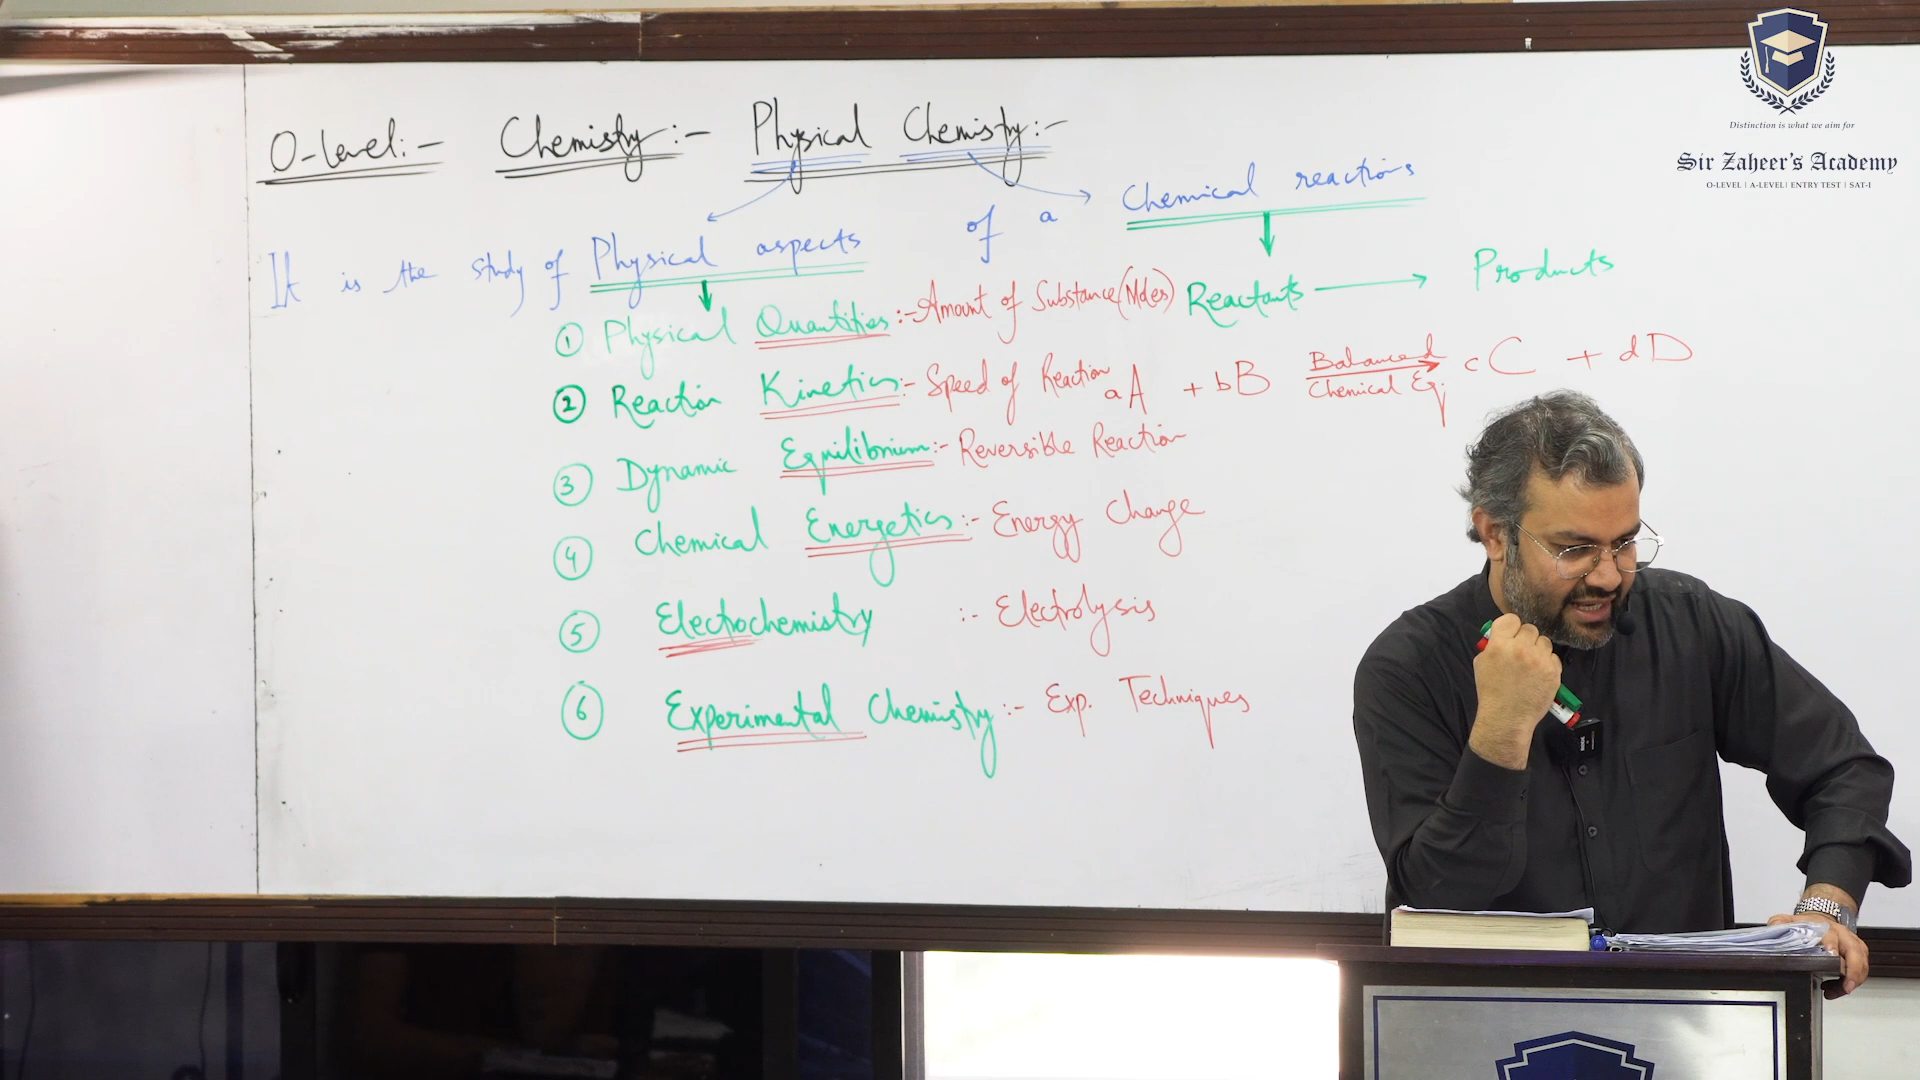 Distinction is what we aim for
Sir Zaheer's Academy
O-LEVEL | A-LEVEL | ENTRY TEST | SAT-I
O-level:- Chemistry:- Physical Chemistry:-
It is the study of Physical aspects of a Chemical reactions
Reactants → Products
① Physical Quantities:- Amount of Substance (Moles)
aA + bB Balanced Chemical Eq. → cC + dD
② Reaction Kinetics:- Speed of Reaction
③ Dynamic Equilibrium:- Reversible Reaction
④ Chemical Energetics:- Energy Change
⑤ Electrochemistry :- Electrolysis
⑥ Experimental Chemistry:- Exp. Techniques